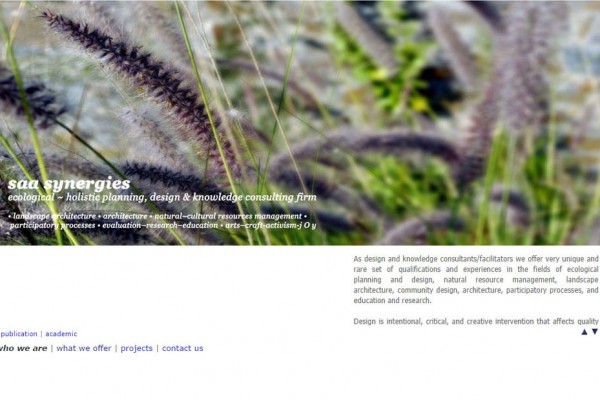 saa synergies
ecological ~ holistic planning, design & knowledge consulting firm
• landscape architecture • architecture • natural~cultural resources management •
participatory processes • evaluation~research~education • arts~craft~activism~j O y
As design and knowledge consultants/facilitators we offer very unique and
rare set of qualifications and experiences in the fields of ecological
planning and design, natural resource management, landscape
architecture, community design, architecture, participatory processes, and
education and research.
Design is intentional, critical, and creative intervention that affects quality
publication | academic
who we are | what we offer | projects | contact us